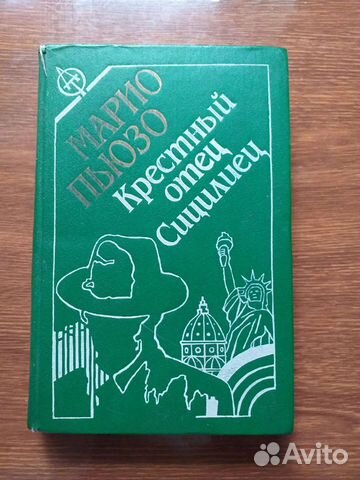 МАРИО
ПЬЮЗО
Крестный
отец
Сицилиец
Avito